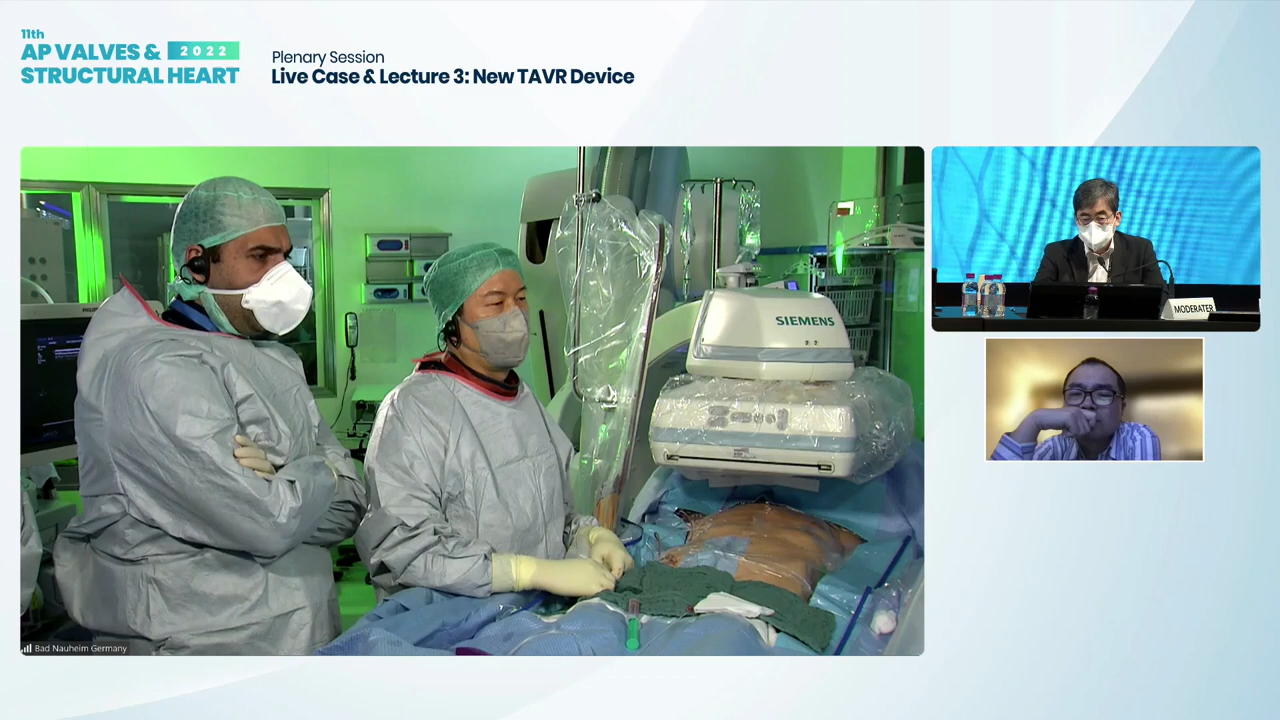 11th
AP VALVES & 2022
STRUCTURAL HEART
Plenary Session
Live Case & Lecture 3: New TAVR Device
SIEMENS
MODERATER
Bad Nauheim Germany